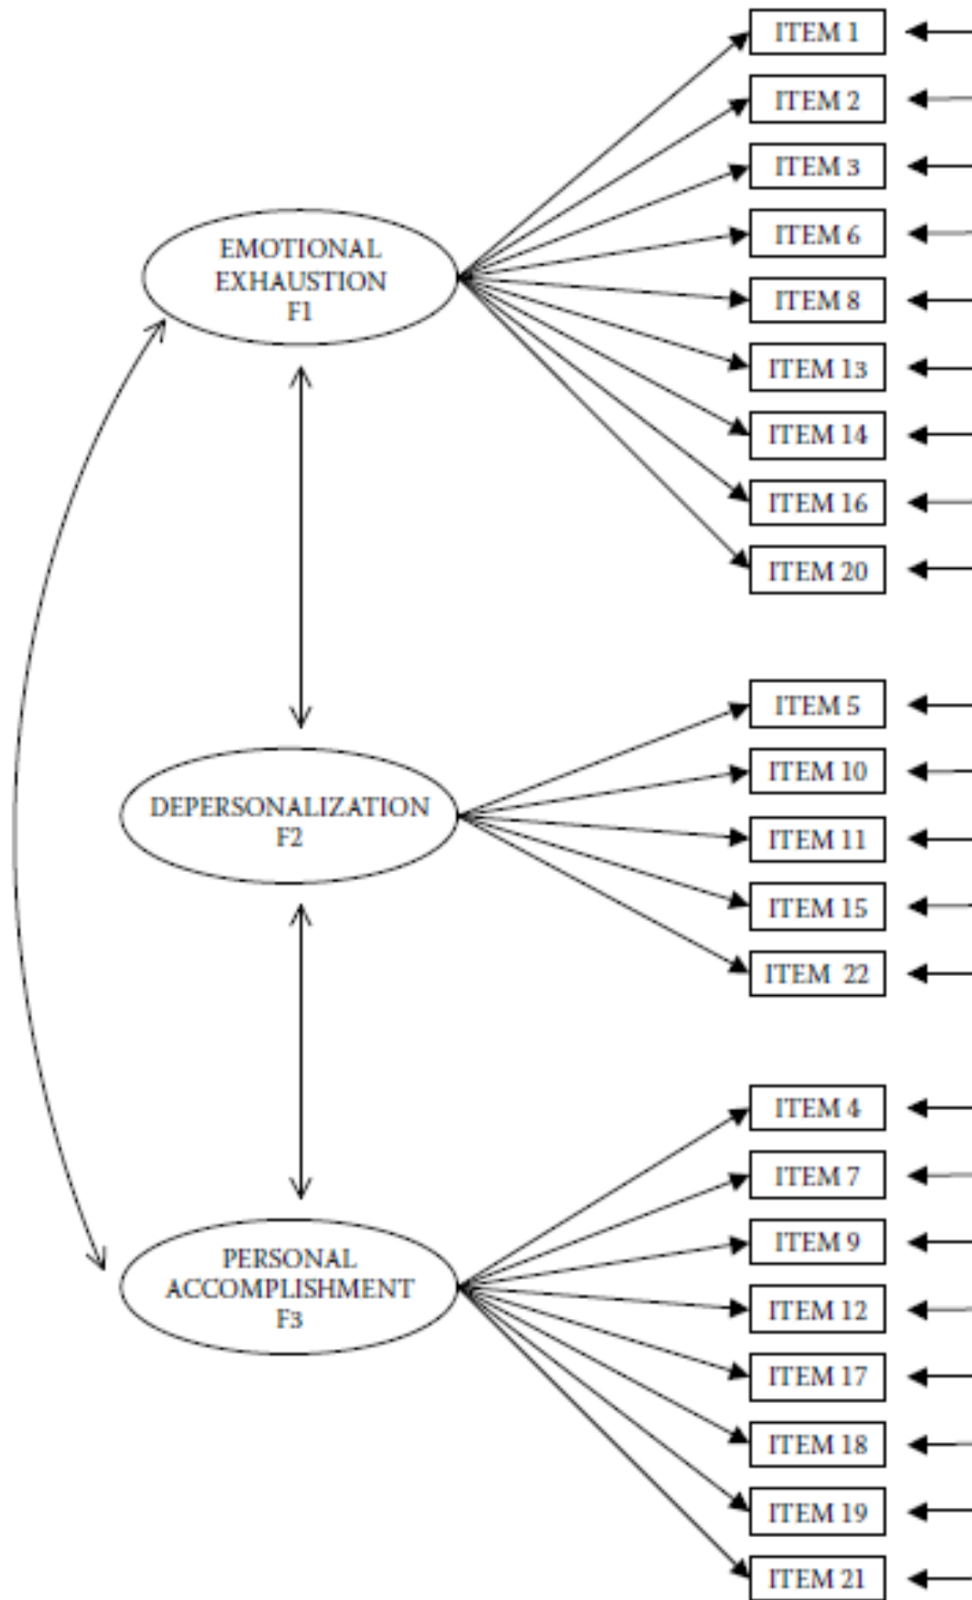 EMOTIONAL
EXHAUSTION
F1
ITEM 1
ITEM 2
ITEM 3
ITEM 6
ITEM 8
ITEM 13
ITEM 14
ITEM 16
ITEM 20
DEPERSONALIZATION
F2
ITEM 5
ITEM 10
ITEM 11
ITEM 15
ITEM 22
PERSONAL
ACCOMPLISHMENT
F3
ITEM 4
ITEM 7
ITEM 9
ITEM 12
ITEM 17
ITEM 18
ITEM 19
ITEM 21